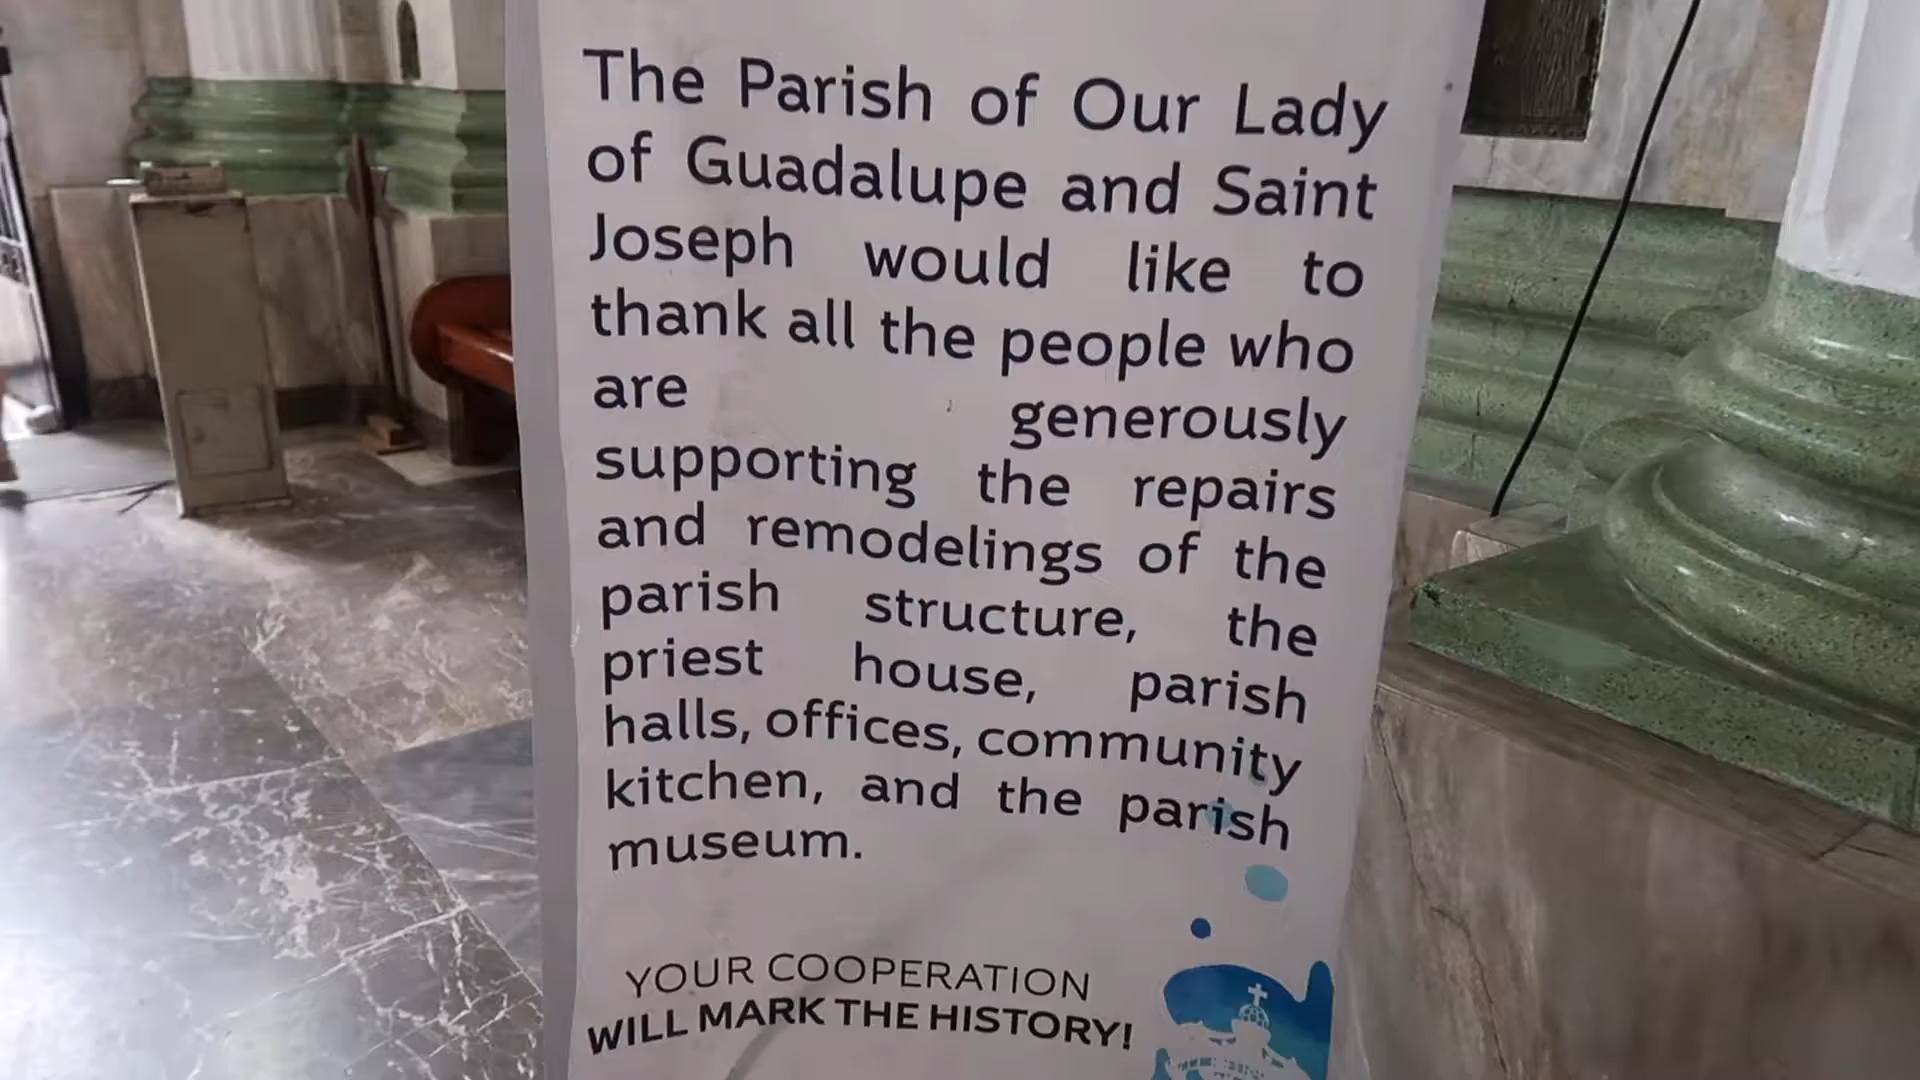 The Parish of Our Lady
of Guadalupe and Saint
Joseph would like to
thank all the people who
are generously
supporting the repairs
and remodelings of the
parish structure, the
priest house, parish
halls, offices, community
kitchen, and the parish
museum.
YOUR COOPERATION
WILL MARK THE HISTORY!